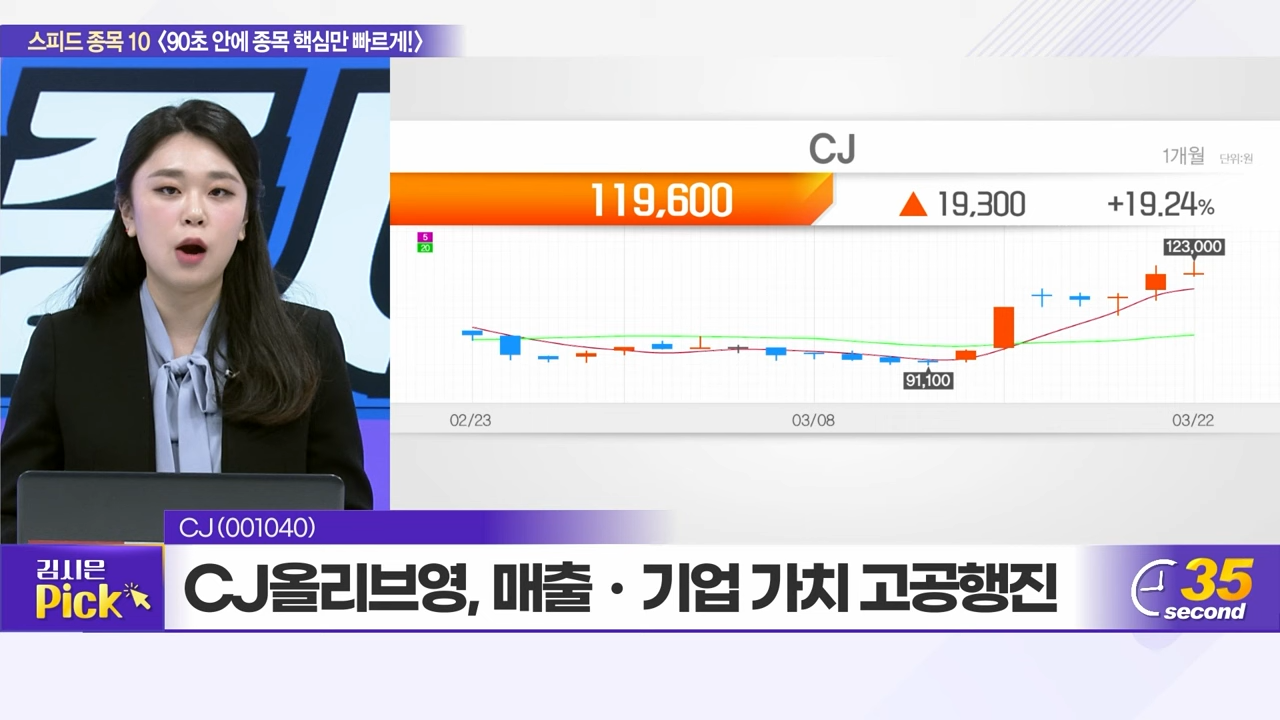 스피드 종목 10 〈90초 안에 종목 핵심만 빠르게!〉
CJ
1개월 단위:원
119,600 ▲ 19,300 +19.24%
5
20
123,000
91,100
02/23 03/08 03/22
CJ(001040)
김시은
Pick
CJ올리브영, 매출·기업 가치 고공행진
35
second